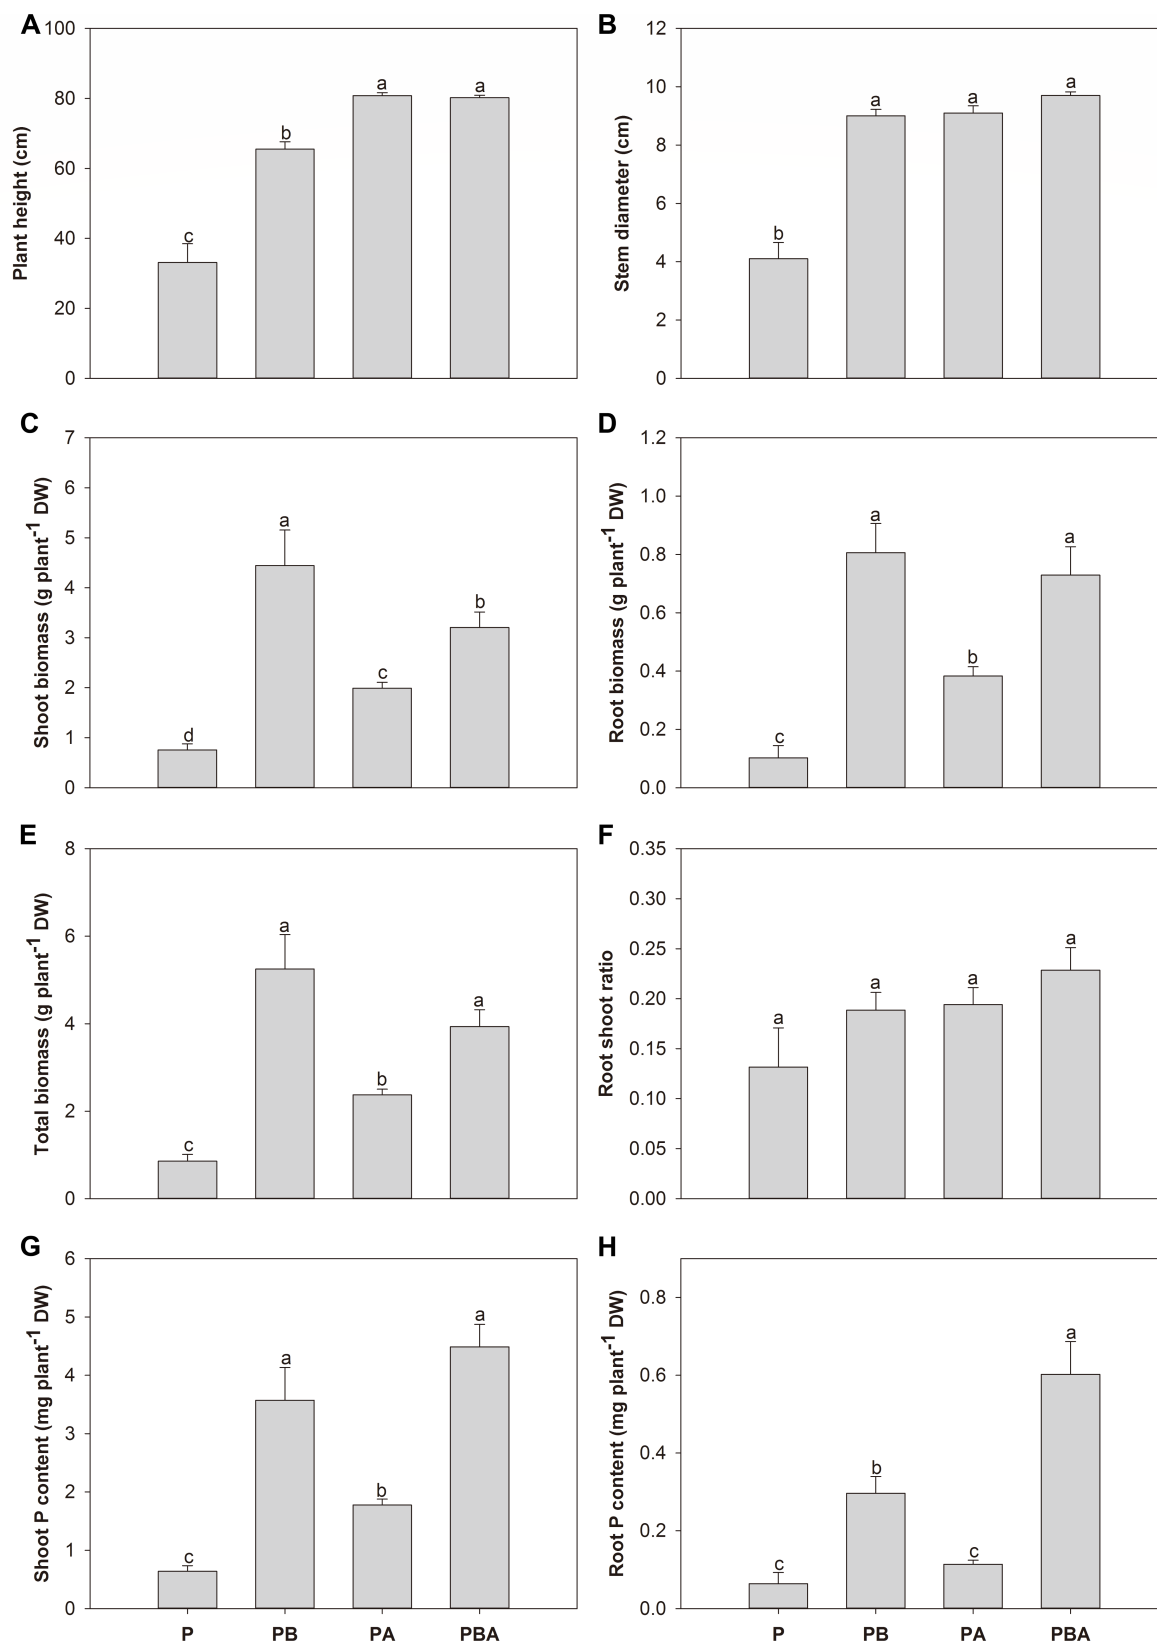 A
100
80
60
40
20
0
Plant height (cm)
c
b
a
a
B
12
10
8
6
4
2
0
Stem diameter (cm)
b
a
a
a
C
7
6
5
4
3
2
1
0
Shoot biomass (g plant⁻¹ DW)
d
a
c
b
D
1.2
1.0
0.8
0.6
0.4
0.2
0.0
Root biomass (g plant⁻¹ DW)
c
a
b
a
E
8
6
4
2
0
Total biomass (g plant⁻¹ DW)
c
a
b
a
F
0.35
0.30
0.25
0.20
0.15
0.10
0.05
0.00
Root shoot ratio
a
a
a
a
G
6
5
4
3
2
1
0
Shoot P content (mg plant⁻¹ DW)
c
a
b
a
P PB PA PBA
H
0.8
0.6
0.4
0.2
0.0
Root P content (mg plant⁻¹ DW)
c
b
c
a
P PB PA PBA